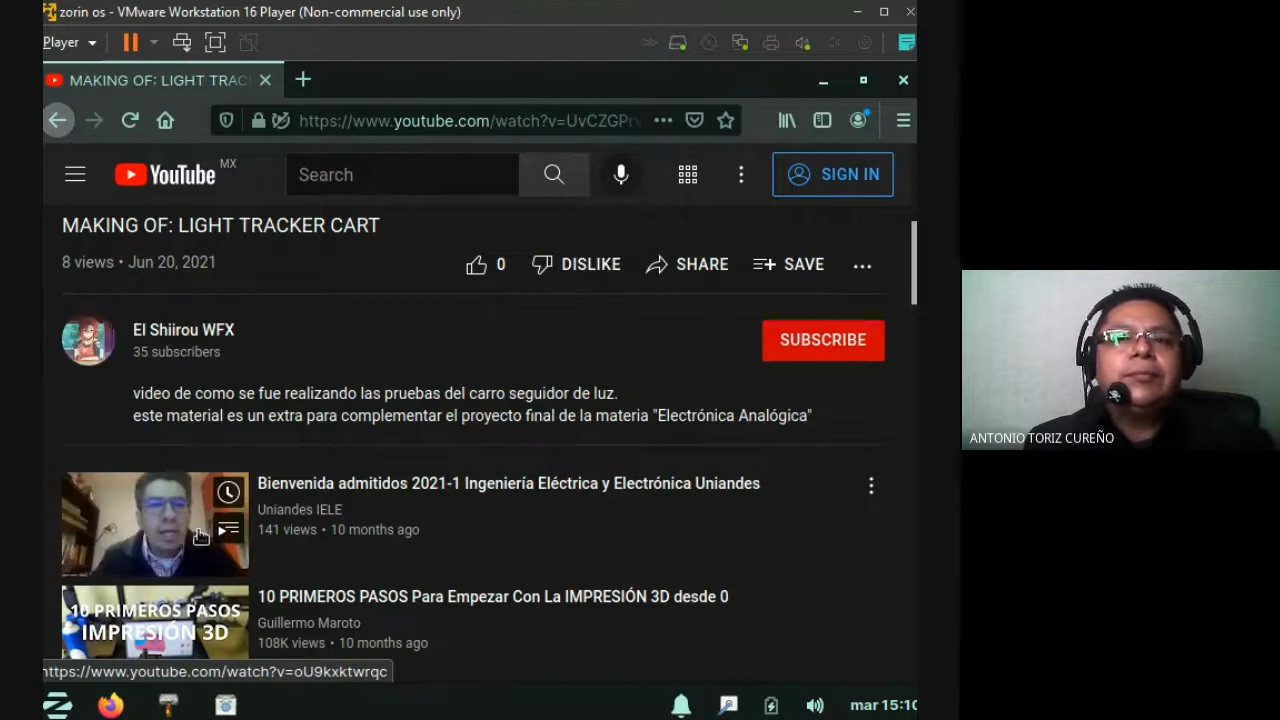 zorin os - VMware Workstation 16 Player (Non-commercial use only)
Player
MAKING OF: LIGHT TRAC
https://www.youtube.com/watch?v=UvCZGPr
YouTube MX
Search
SIGN IN
MAKING OF: LIGHT TRACKER CART
8 views • Jun 20, 2021
0 DISLIKE SHARE SAVE
El Shiirou WFX
35 subscribers
SUBSCRIBE
video de como se fue realizando las pruebas del carro seguidor de luz.
este material es un extra para complementar el proyecto final de la materia "Electrónica Analógica"
Bienvenida admitidos 2021-1 Ingeniería Eléctrica y Electrónica Uniandes
Uniandes IELE
141 views • 10 months ago
10 PRIMEROS PASOS
IMPRESIÓN 3D
10 PRIMEROS PASOS Para Empezar Con La IMPRESIÓN 3D desde 0
Guillermo Maroto
108K views • 10 months ago
https://www.youtube.com/watch?v=oU9kxktwrqc
mar 15:10
ANTONIO TORIZ CUREÑO